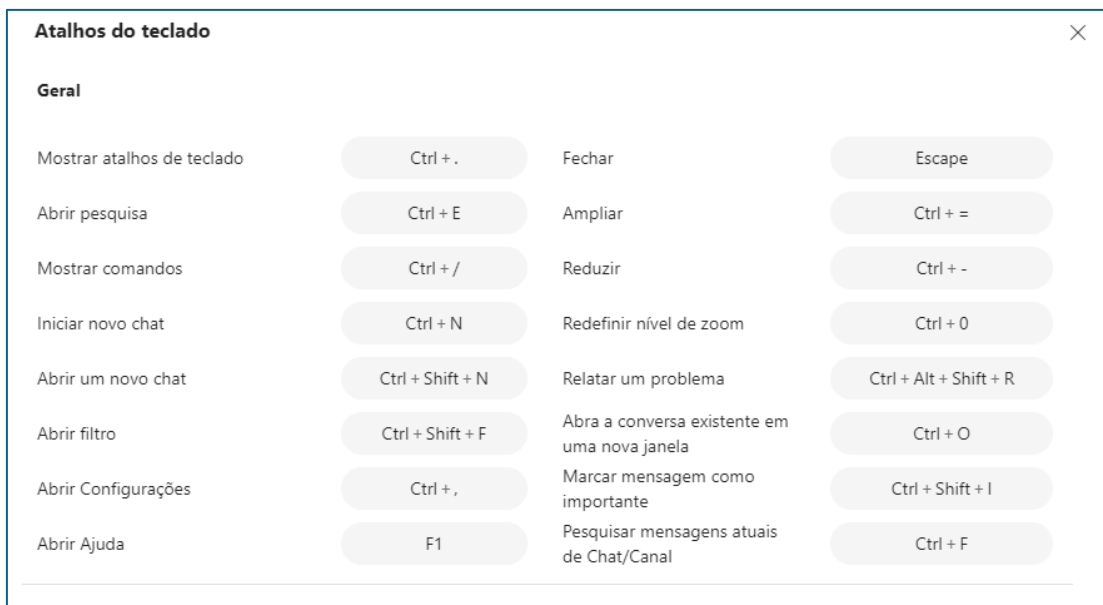 Atalhos do teclado
Geral
Mostrar atalhos de teclado Ctrl + . Fechar Escape
Abrir pesquisa Ctrl + E Ampliar Ctrl + =
Mostrar comandos Ctrl + / Reduzir Ctrl + -
Iniciar novo chat Ctrl + N Redefinir nível de zoom Ctrl + 0
Abrir um novo chat Ctrl + Shift + N Relatar um problema Ctrl + Alt + Shift + R
Abrir filtro Ctrl + Shift + F Abra a conversa existente em
uma nova janela Ctrl + O
Abrir Configurações Ctrl + , Marcar mensagem como
importante Ctrl + Shift + I
Abrir Ajuda F1 Pesquisar mensagens atuais
de Chat/Canal Ctrl + F